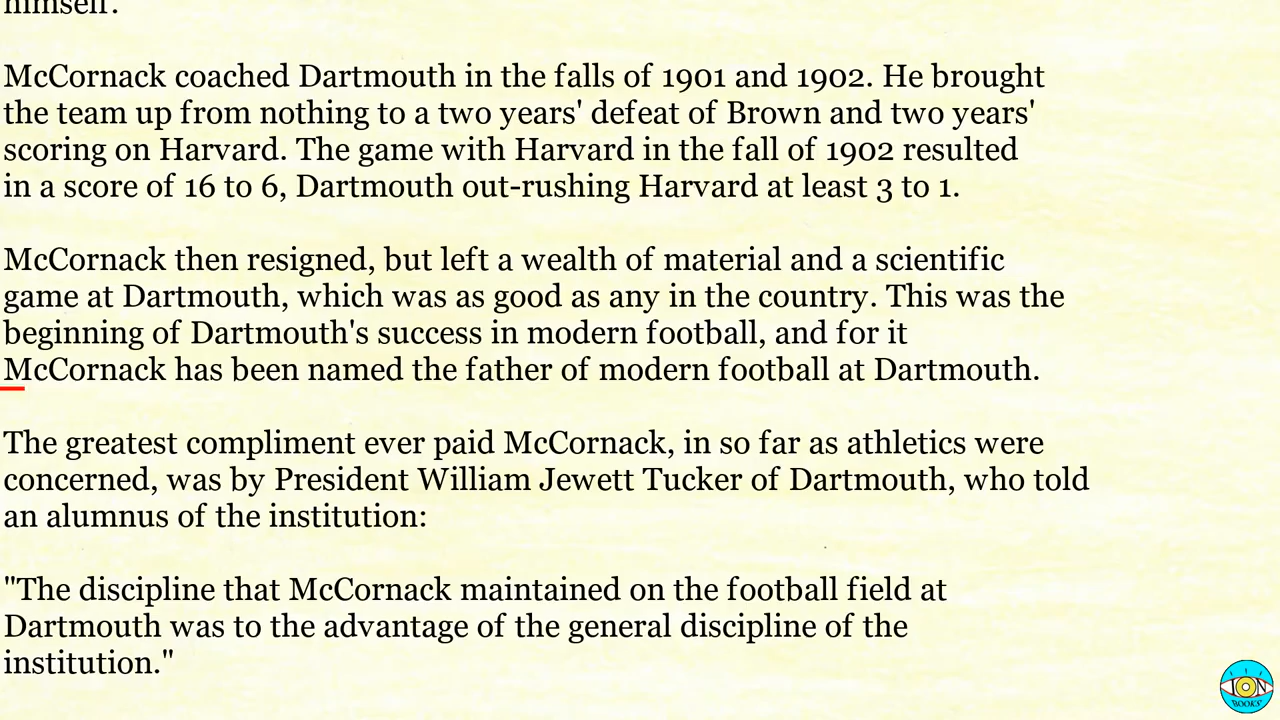 himself.
McCornack coached Dartmouth in the falls of 1901 and 1902. He brought
the team up from nothing to a two years' defeat of Brown and two years'
scoring on Harvard. The game with Harvard in the fall of 1902 resulted
in a score of 16 to 6, Dartmouth out-rushing Harvard at least 3 to 1.
McCornack then resigned, but left a wealth of material and a scientific
game at Dartmouth, which was as good as any in the country. This was the
beginning of Dartmouth's success in modern football, and for it
McCornack has been named the father of modern football at Dartmouth.
The greatest compliment ever paid McCornack, in so far as athletics were
concerned, was by President William Jewett Tucker of Dartmouth, who told
an alumnus of the institution:
"The discipline that McCornack maintained on the football field at
Dartmouth was to the advantage of the general discipline of the
institution."
ION
BOOKS